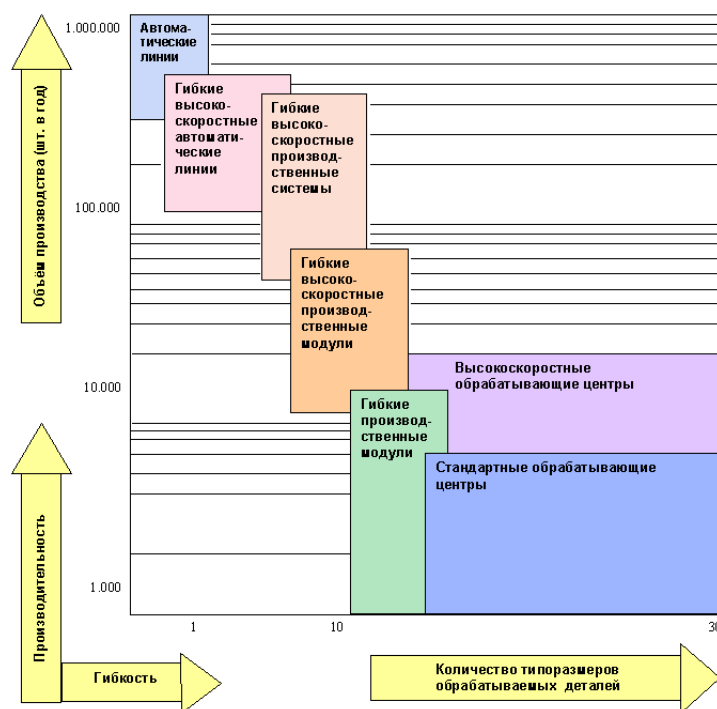 1.000.000
Автома-
тические
линии
Гибкие
высоко-
скоростные
автомати-
ческие
линии
Гибкие
высоко-
скоростные
производ-
ственные
системы
100.000
Гибкие
высоко-
скоростные
производ-
ственные
модули
Высокоскоростные
обрабатывающие центры
10.000
Гибкие
производ-
ственные
модули
Стандартные обрабатывающие
центры
1.000
1
10
30
Объём производства (шт. в год)
Производительность
Гибкость
Количество типоразмеров
обрабатываемых деталей